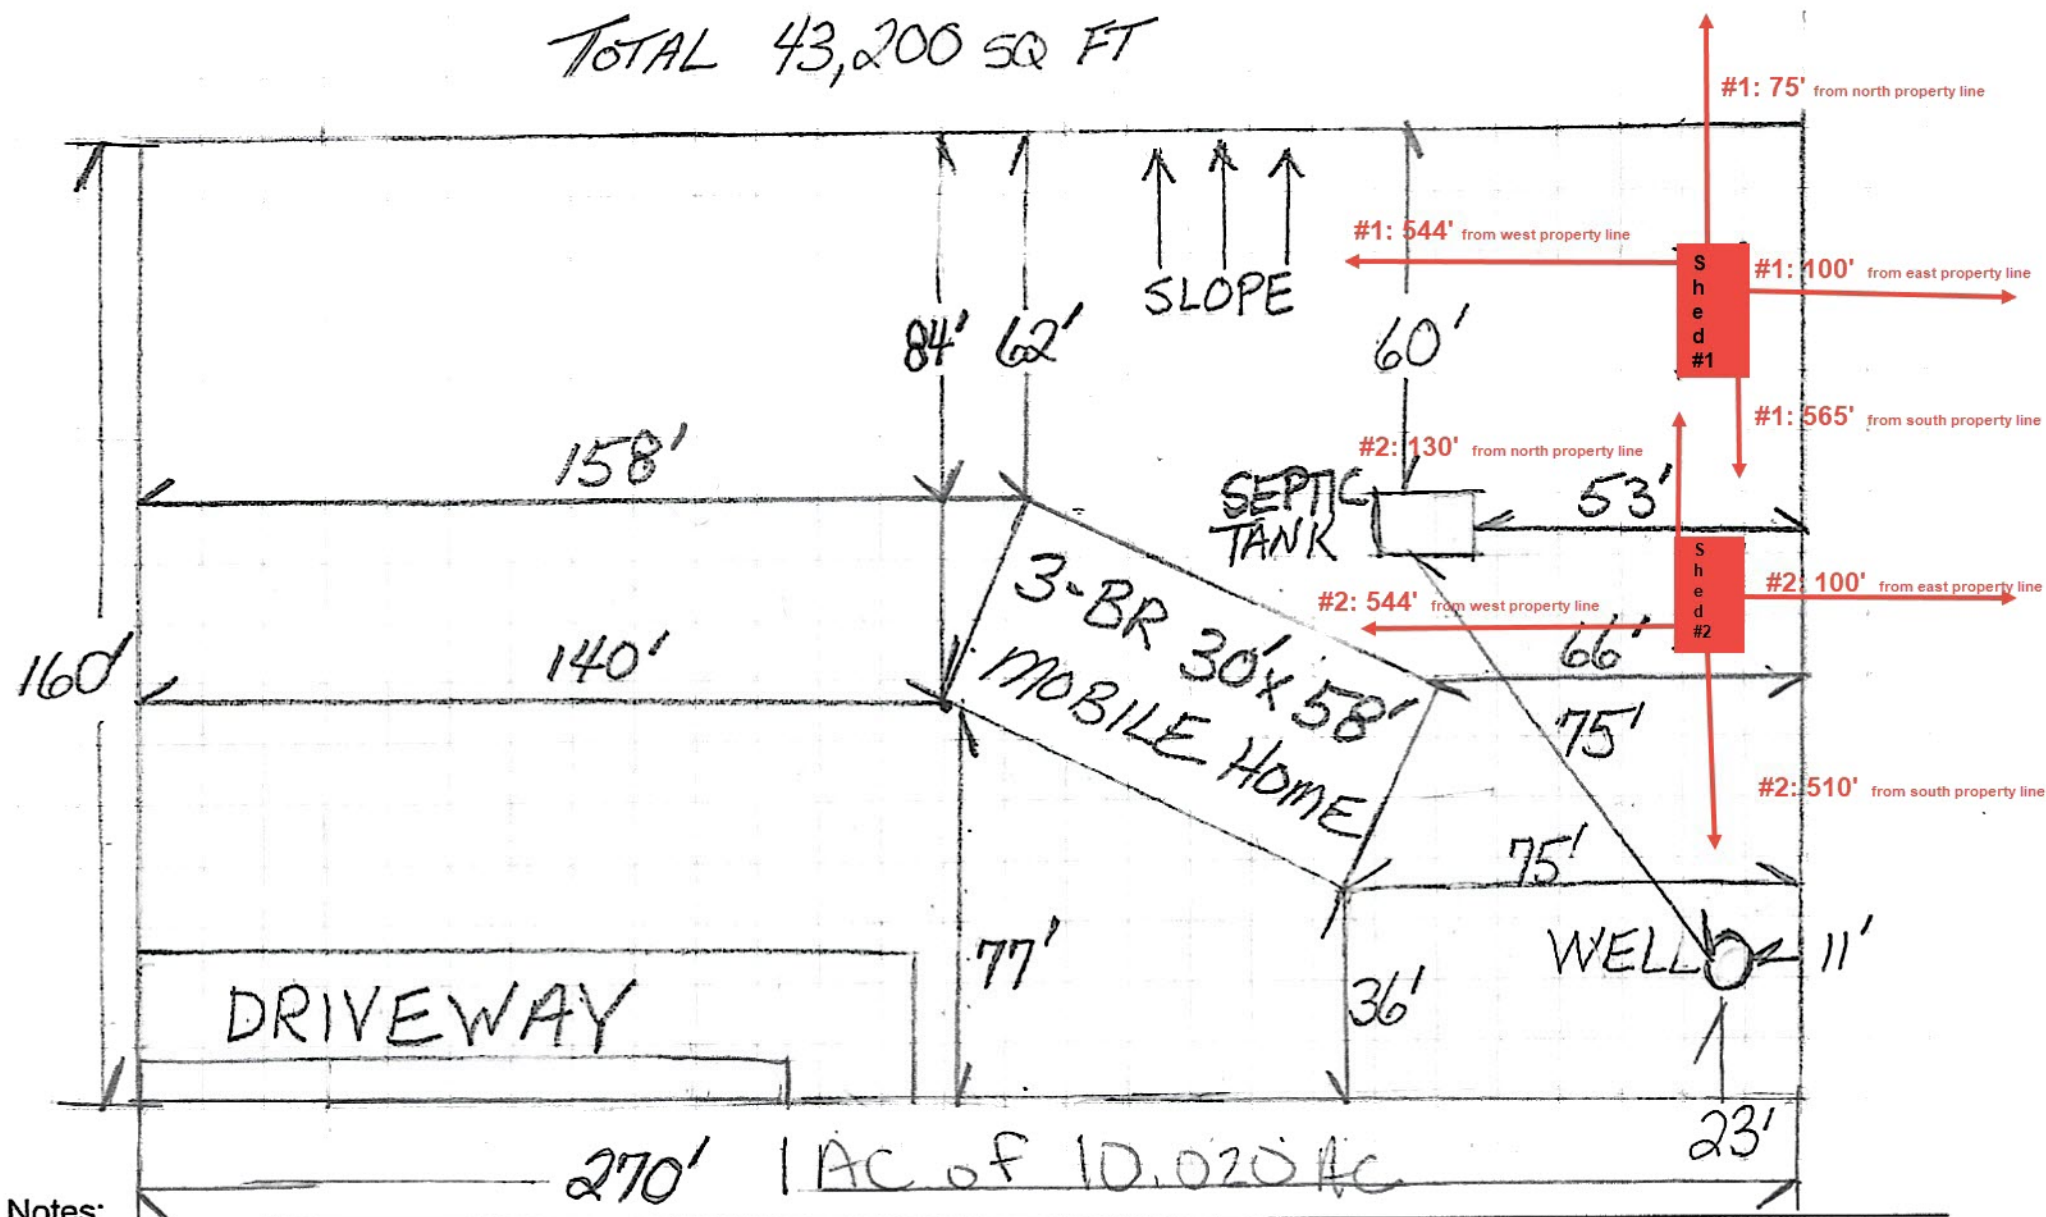 TOTAL 43,200 SQ FT
#1: 75' from north property line
#1: 544' from west property line
#1: 100' from east property line
Shed #1
SLOPE
84'
62'
60'
#1: 565' from south property line
#2: 130' from north property line
158'
SEPTIC
TANK
53'
Shed #2
#2: 100' from east property line
#2: 544' from west property line
3-BR 30'x58'
MOBILE HOME
160'
140'
66'
75'
#2: 510' from south property line
75'
77'
WELL
11'
DRIVEWAY
36'
23'
270'
1 AC of 10.020 AC
Notes: